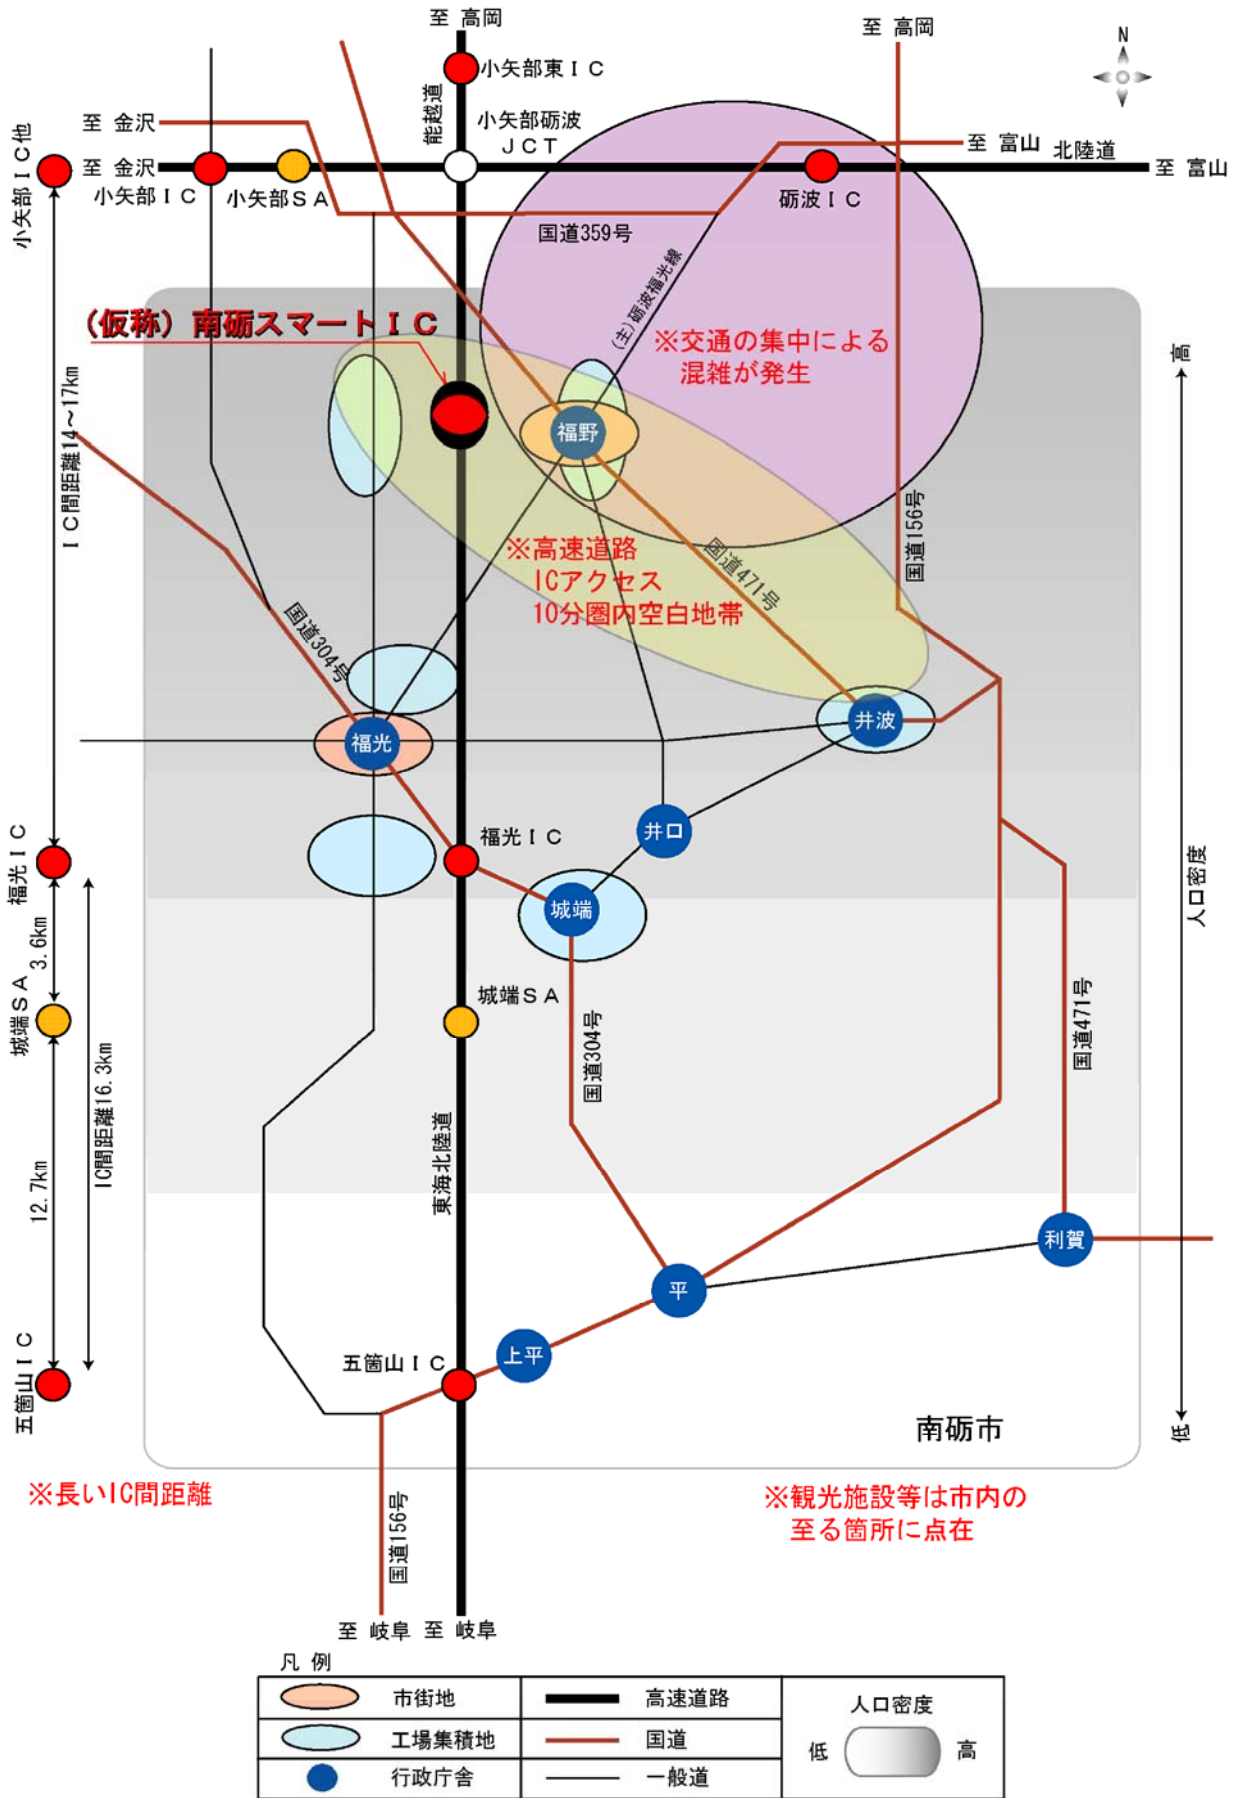 至 高岡
至 高岡
N
小矢部東ＩＣ
能越道
小矢部砺波
ＪＣＴ
至 金沢
至 富山
北陸道
小矢部ＩＣ他
至 金沢
至 富山
小矢部ＩＣ
小矢部ＳＡ
砺波ＩＣ
国道359号
(主)砺波福光線
(仮称) 南砺スマートＩＣ
※交通の集中による
混雑が発生
高
ＩＣ間距離14～17km
福野
国道156号
※高速道路
ICアクセス
10分圏内空白地帯
国道471号
国道304号
福光
井波
井口
福光ＩＣ
福光ＩＣ
人口密度
城端
3.6km
城端ＳＡ
城端ＳＡ
国道304号
国道471号
IC間距離16.3km
東海北陸道
12.7km
利賀
平
上平
五箇山ＩＣ
五箇山ＩＣ
南砺市
低
※長いIC間距離
※観光施設等は市内の
至る箇所に点在
国道156号
至 岐阜
至 岐阜
凡 例
市街地
高速道路
人口密度
工場集積地
国道
低
高
行政庁舎
一般道